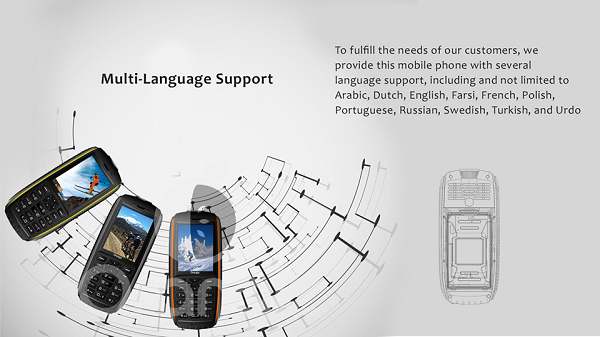 Multi-Language Support
To fulfill the needs of our customers, we
provide this mobile phone with several
language support, including and not limited to
Arabic, Dutch, English, Farsi, French, Polish,
Portuguese, Russian, Swedish, Turkish, and Urdo